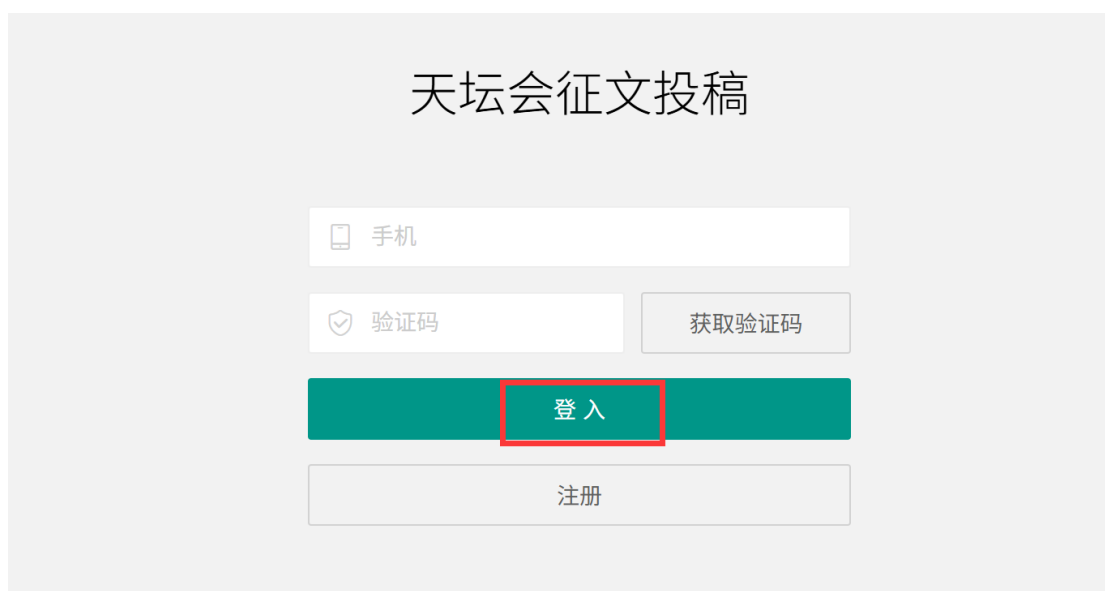 天坛会征文投稿
手机
验证码 获取验证码
登 入
注册